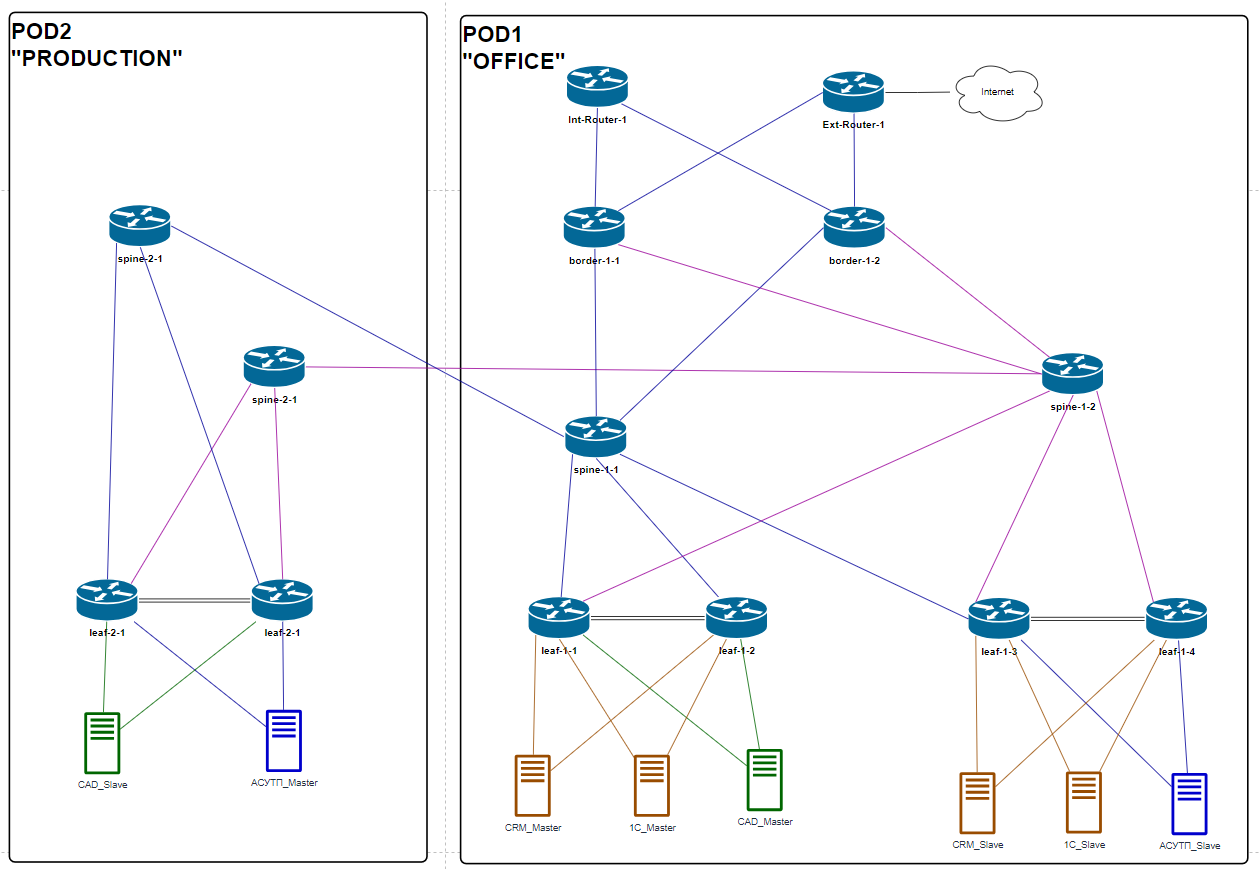 POD2
"PRODUCTION"
POD1
"OFFICE"
Int-Router-1
Ext-Router-1
Internet
spine-2-1
border-1-1
border-1-2
spine-2-1
spine-1-2
spine-1-1
leaf-2-1
leaf-2-1
leaf-1-1
leaf-1-2
leaf-1-3
leaf-1-4
CAD_Slave
АСУТП_Master
CRM_Master
1C_Master
CAD_Master
CRM_Slave
1C_Slave
АСУТП_Slave